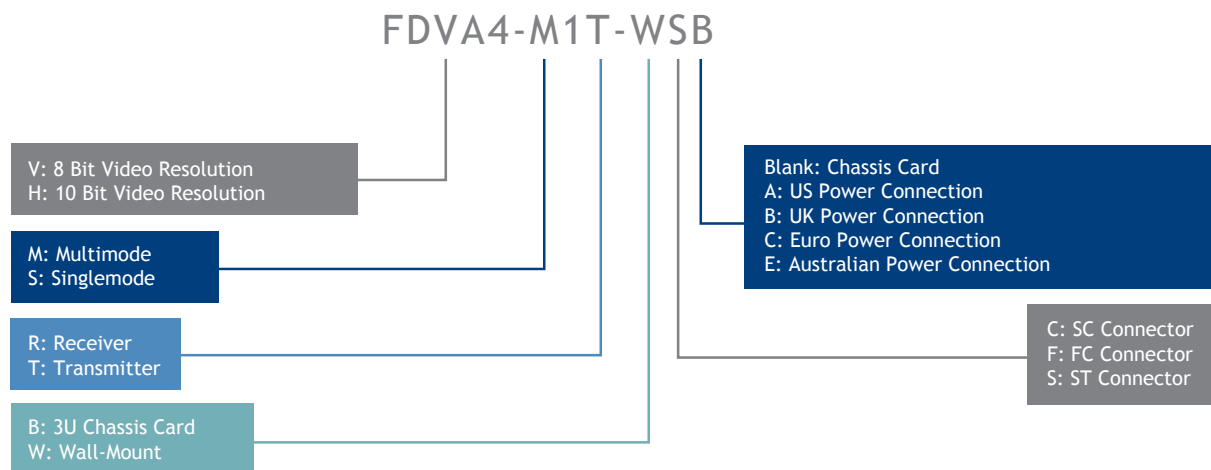 FDVA4-M1T-WSB
V: 8 Bit Video Resolution
H: 10 Bit Video Resolution
M: Multimode
S: Singlemode
R: Receiver
T: Transmitter
B: 3U Chassis Card
W: Wall-Mount
Blank: Chassis Card
A: US Power Connection
B: UK Power Connection
C: Euro Power Connection
E: Australian Power Connection
C: SC Connector
F: FC Connector
S: ST Connector